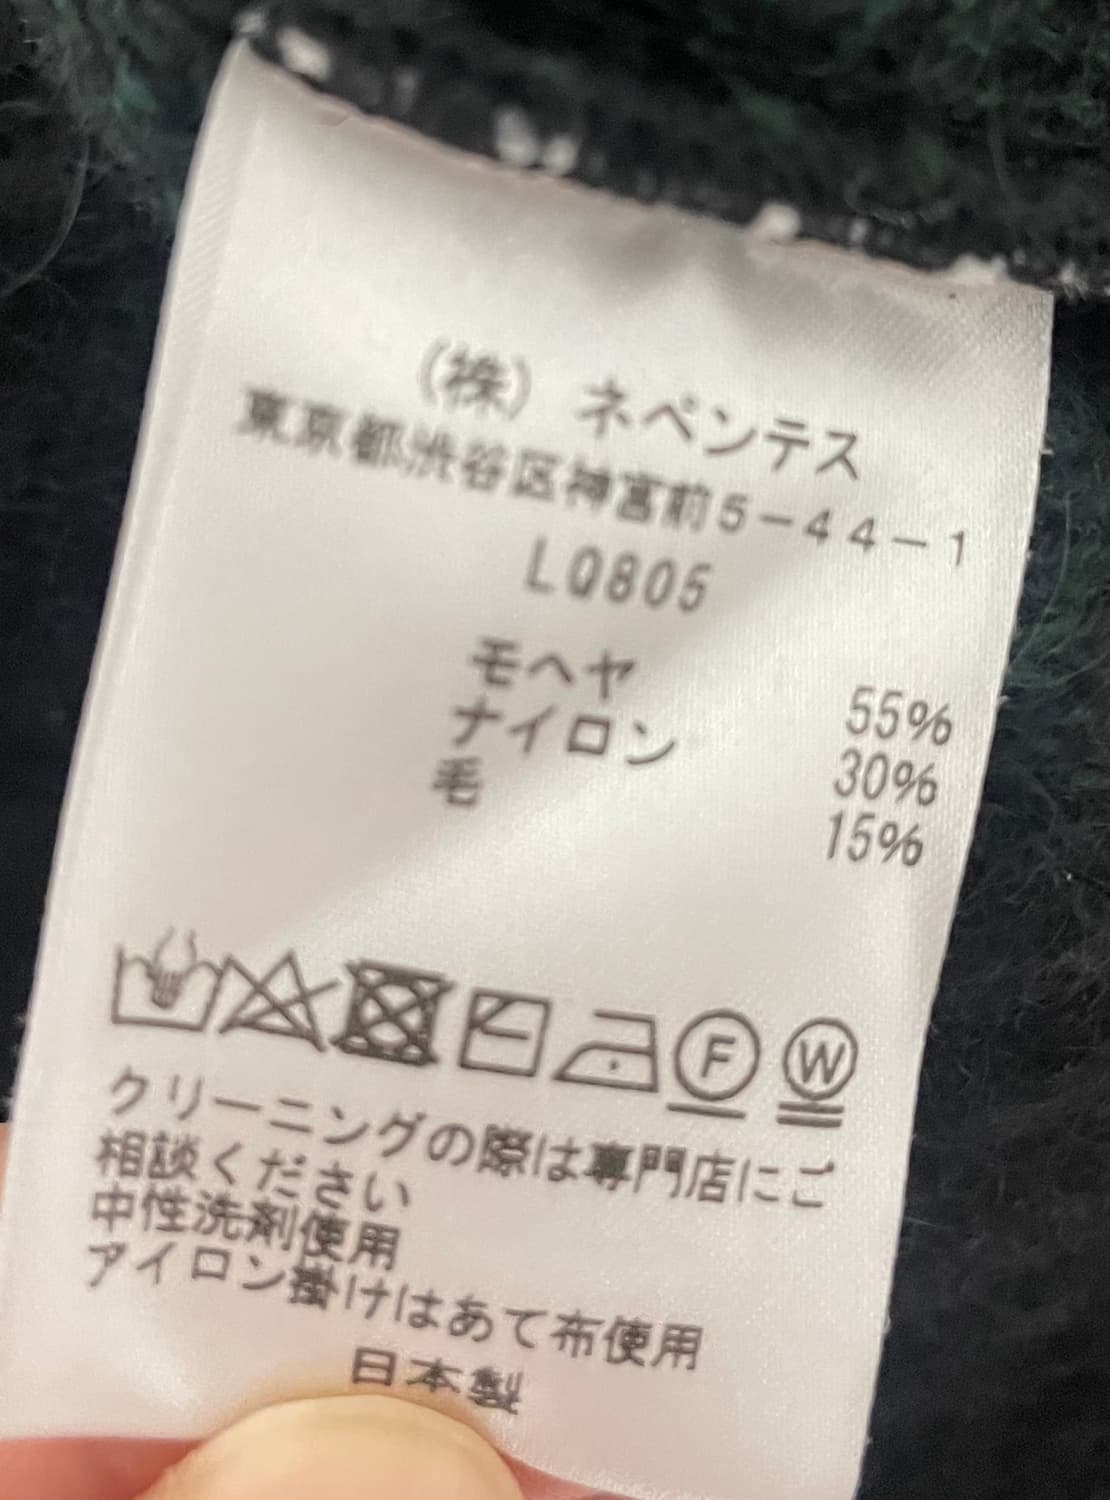 (株) ネペンテス
東京都渋谷区神宮前5-44-1
LQ805
モヘヤ 55%
ナイロン 30%
毛 15%
F W
クリーニングの際は専門店にご
相談ください
中性洗剤使用
アイロン掛けはあて布使用
日本製